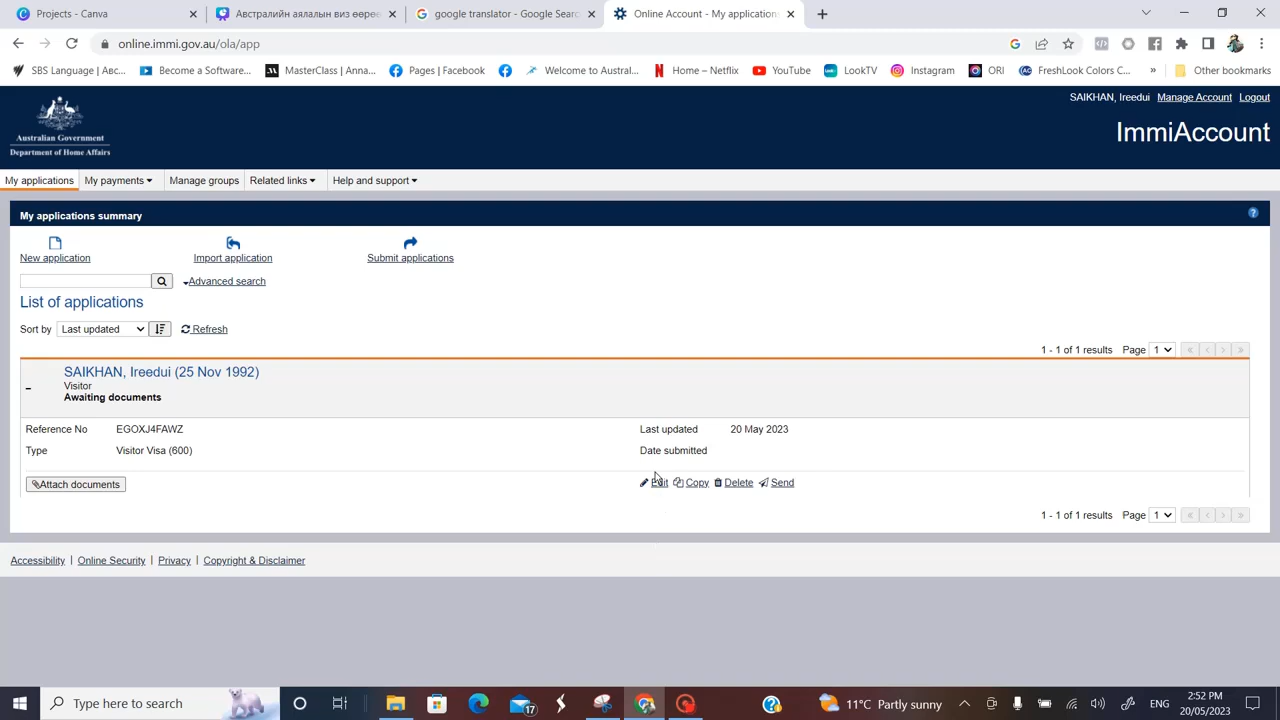 Projects - Canva
Австралийн аялалын виз өөрөө
google translator - Google Searc
Online Account - My applications
online.immi.gov.au/ola/app
SBS Language | Авс...
Become a Software...
MasterClass | Anna...
Pages | Facebook
Welcome to Austral...
Home – Netflix
YouTube
LookTV
Instagram
ORI
FreshLook Colors C...
»
Other bookmarks
Australian Government
Department of Home Affairs
SAIKHAN, Ireedui Manage Account Logout
ImmiAccount
My applications My payments Manage groups Related links Help and support
My applications summary
New application Import application Submit applications
Advanced search
List of applications
Sort by Last updated Refresh
1 - 1 of 1 results Page 1
SAIKHAN, Ireedui (25 Nov 1992)
Visitor
Awaiting documents
Reference No EGOXJ4FAWZ Last updated 20 May 2023
Type Visitor Visa (600) Date submitted
Attach documents Edit Copy Delete Send
1 - 1 of 1 results Page 1
Accessibility | Online Security | Privacy | Copyright & Disclaimer
Type here to search
17
11°C Partly sunny
ENG
2:52 PM
20/05/2023